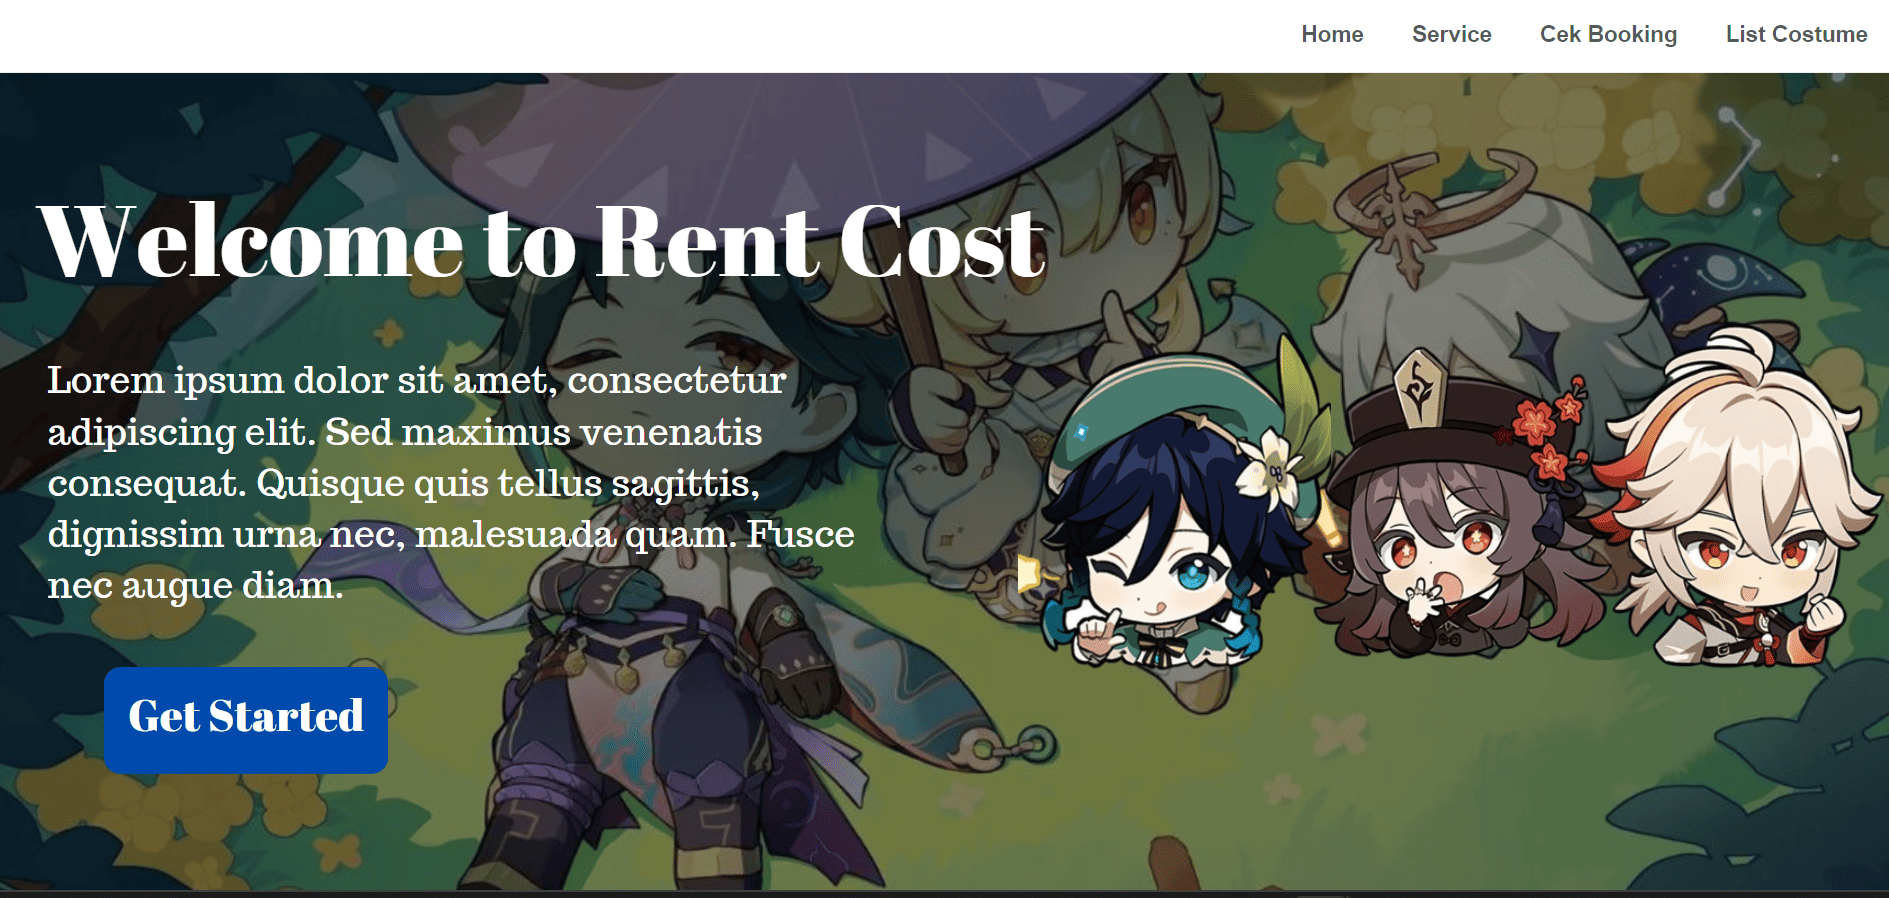 Home Service Cek Booking List Costume
Welcome to Rent Cost
Lorem ipsum dolor sit amet, consectetur
adipiscing elit. Sed maximus venenatis
consequat. Quisque quis tellus sagittis,
dignissim urna nec, malesuada quam. Fusce
nec augue diam.
Get Started